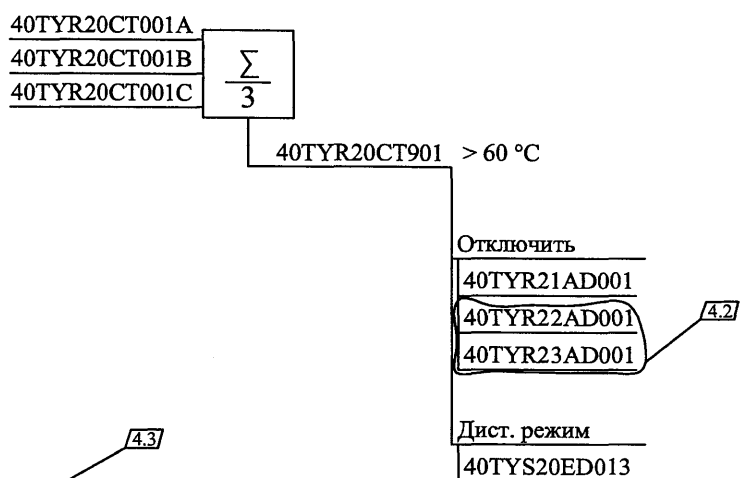 40TYR20CT001A
40TYR20CT001B
40TYR20CT001C
∑
3
40TYR20CT901 > 60 °C
Отключить
40TYR21AD001
40TYR22AD001
4.2
40TYR23AD001
4.3
Дист. режим
40TYS20ED013